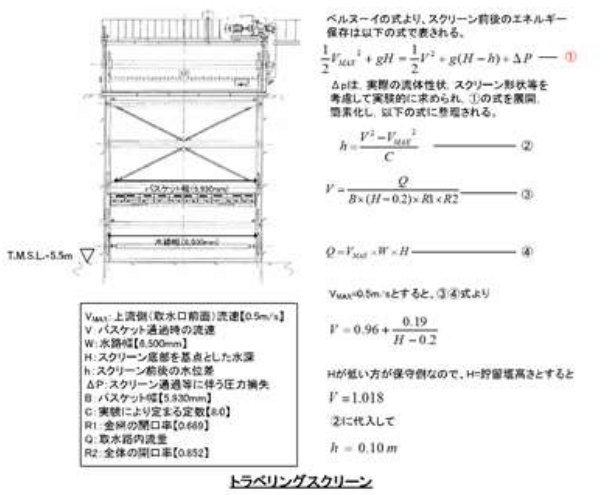 ベルヌーイの式より、スクリーン前後のエネルギー
保存は以下の式で表される。
1/2 V_MAX² + gH = 1/2 V² + g(H − h) + ΔP ― ①
Δpは、実際の流体性状、スクリーン形状等を
考慮して実験的に求められ、①の式を展開、
簡素化し、以下の式に整理される。
h = (V² − V_MAX²) / C ― ②
V = Q / (B×(H − 0.2)×R1×R2) ― ③
Q = V_MAX × W × H ― ④
V_MAX=0.5m/sとすると、③④式より
V = 0.96 + 0.19 / (H − 0.2)
Hが低い方が保守側なので、H=貯留堰高さとすると
V = 1.018
②に代入して
h = 0.10 m
バスケット幅(5,930mm)
水路幅(6,500mm)
T.M.S.L.-5.5m
V_MAX: 上流側(取水口前面)流速【0.5m/s】
V: バスケット通過時の流速
W: 水路幅【6,500mm】
H: スクリーン底部を基点とした水深
h: スクリーン前後の水位差
ΔP: スクリーン通過等に伴う圧力損失
B: バスケット幅【5,930mm】
C: 実験により定まる定数【8.0】
R1: 金網の開口率【0.669】
Q: 取水路内流量
R2: 全体の開口率【0.852】
トラベリングスクリーン